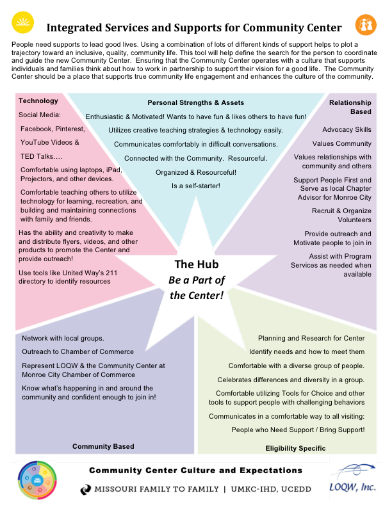 Integrated Services and Supports for Community Center
People need supports to lead good lives. Using a combination of lots of different kinds of support helps to plot a
trajectory toward an inclusive, quality, community life. This tool will help define the search for the person to coordinate
and guide the new Community Center.  Ensuring that the Community Center operates with a culture that supports
individuals and families think about how to work in partnership to support their vision for a good life.  The Community
Center should be a place that supports true community life engagement and enhances the culture of the community.
Technology
Social Media:
Facebook, Pinterest,
YouTube Videos &
TED Talks….
Comfortable using laptops, iPad,
Projectors, and other devices.
Comfortable teaching others to utilize
technology for learning, recreation, and
building and maintaining connections
with family and friends.
Has the ability and creativity to make
and distribute flyers, videos, and other
products to promote the Center and
provide outreach!
Use tools like United Way's 211
directory to identify resources
Personal Strengths & Assets
Enthusiastic & Motivated! Wants to have fun & likes others to have fun!
Utilizes creative teaching strategies & technology easily.
Communicates comfortably in difficult conversations.
Connected with the Community.  Resourceful.
Organized & Resourceful!
Is a self-starter!
Relationship
Based
Advocacy Skills
Values Community
Values relationships with
community and others
Support People First and
Serve as local Chapter
Advisor for Monroe City
Recruit & Organize
Volunteers
Provide outreach and
Motivate people to join in
Assist with Program
Services as needed when
available
The Hub
Be a Part of
the Center!
Network with local groups.
Outreach to Chamber of Commerce
Represent LOQW & the Community Center at
Monroe City Chamber of Commerce
Know what's happening in and around the
community and confident enough to join in!
Community Based
Planning and Research for Center
Identify needs and how to meet them
Comfortable with a diverse group of people.
Celebrates differences and diversity in a group.
Comfortable utilizing Tools for Choice and other
tools to support people with challenging behaviors
Communicates in a comfortable way to all visiting:
People who Need Support / Bring Support!
Eligibility Specific
Community Center Culture and Expectations
MISSOURI FAMILY TO FAMILY | UMKC-IHD, UCEDD
LOQW, Inc.